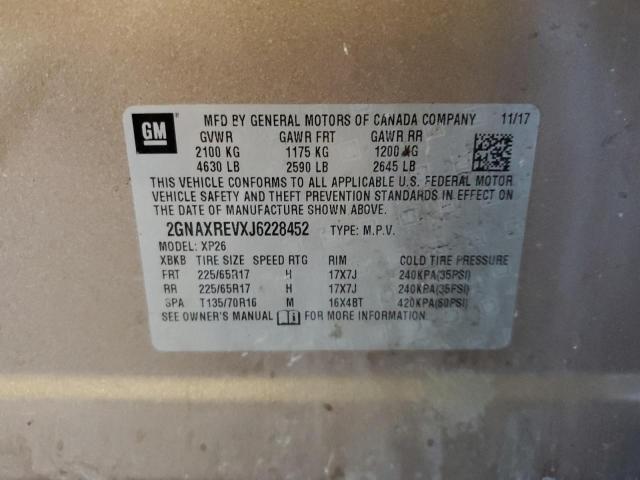 GM
MFD BY GENERAL MOTORS OF CANADA COMPANY 11/17
GVWR GAWR FRT GAWR RR
2100 KG 1175 KG 1200 KG
4630 LB 2590 LB 2645 LB
THIS VEHICLE CONFORMS TO ALL APPLICABLE U.S. FEDERAL MOTOR
VEHICLE SAFETY AND THEFT PREVENTION STANDARDS IN EFFECT ON
THE DATE OF MANUFACTURE SHOWN ABOVE.
2GNAXREVXJ6228452 TYPE: M.P.V.
MODEL: XP26
XBKB TIRE SIZE SPEED RTG RIM COLD TIRE PRESSURE
FRT 225/65R17 H 17X7J 240KPA(35PSI)
RR 225/65R17 H 17X7J 240KPA(35PSI)
SPA T135/70R16 M 16X4BT 420KPA(60PSI)
SEE OWNER'S MANUAL FOR MORE INFORMATION